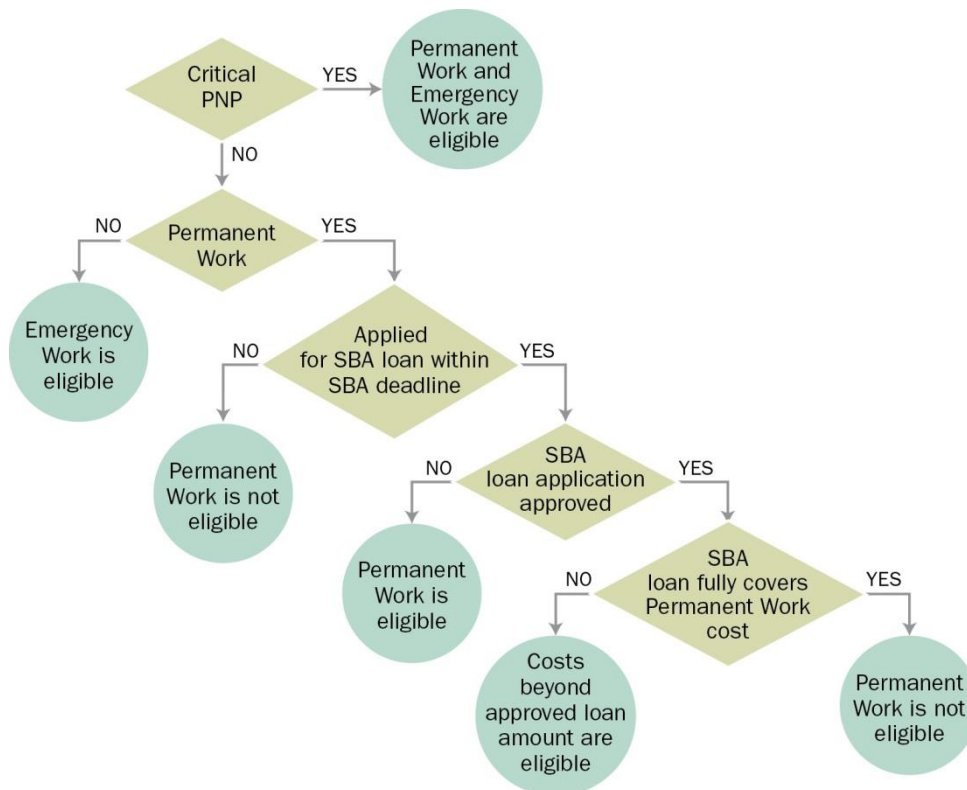 Critical
PNP
YES
Permanent
Work and
Emergency
Work are
eligible
NO
NO
Permanent
Work
YES
Emergency
Work is
eligible
NO
Applied
for SBA loan within
SBA deadline
YES
Permanent
Work is not
eligible
NO
SBA
loan application
approved
YES
Permanent
Work is
eligible
NO
SBA
loan fully covers
Permanent Work
cost
YES
Costs
beyond
approved loan
amount are
eligible
Permanent
Work is not
eligible